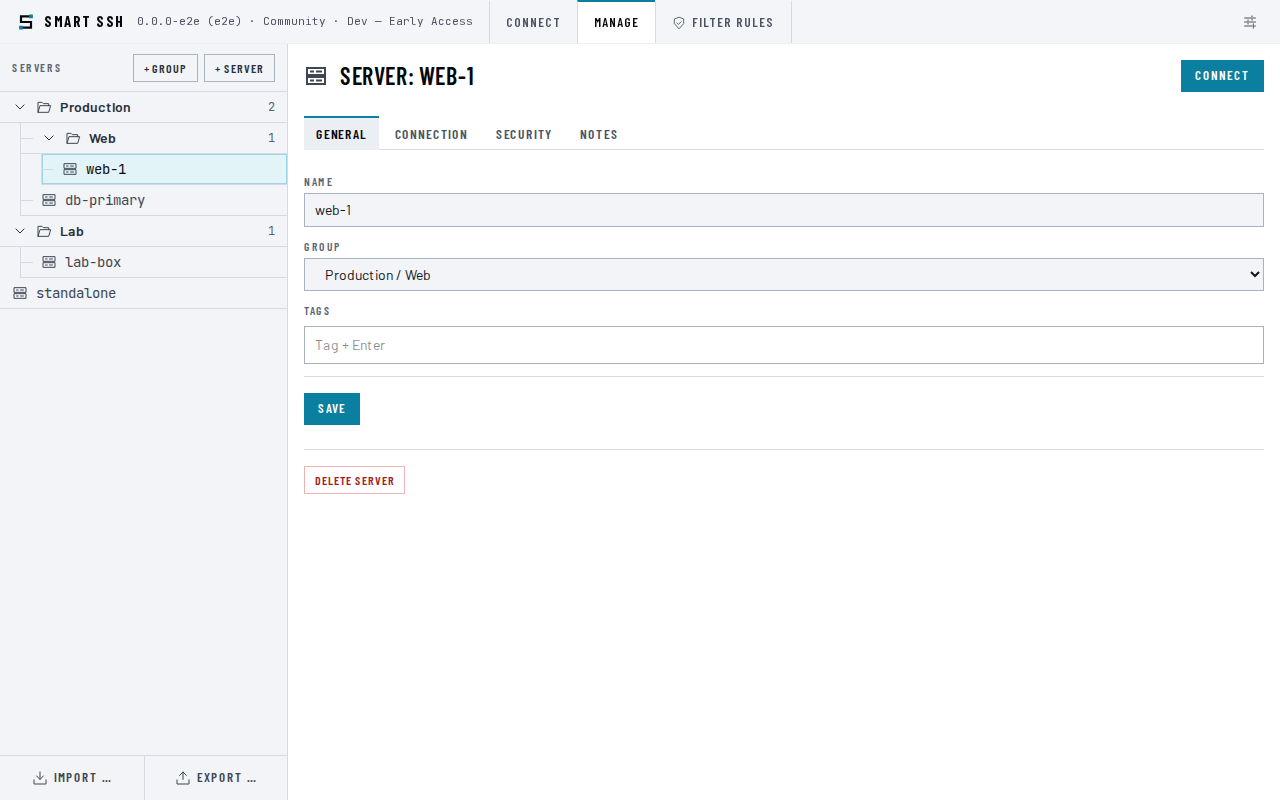 SMART SSH 0.0.0-e2e (e2e) · Community · Dev — Early Access CONNECT MANAGE FILTER RULES
SERVERS + GROUP + SERVER
Production 2
Web 1
web-1
db-primary
Lab 1
lab-box
standalone
IMPORT ... EXPORT ...
SERVER: WEB-1 CONNECT
GENERAL CONNECTION SECURITY NOTES
NAME
web-1
GROUP
Production / Web
TAGS
Tag + Enter
SAVE
DELETE SERVER